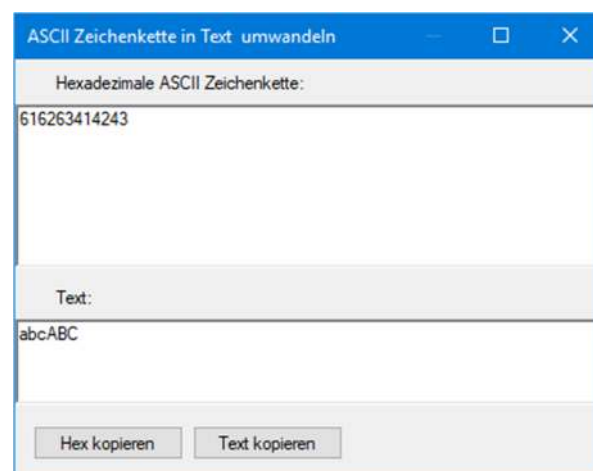 ASCII Zeichenkette in Text umwandeln
Hexadezimale ASCII Zeichenkette:
616263414243
Text:
abcABC
Hex kopieren Text kopieren